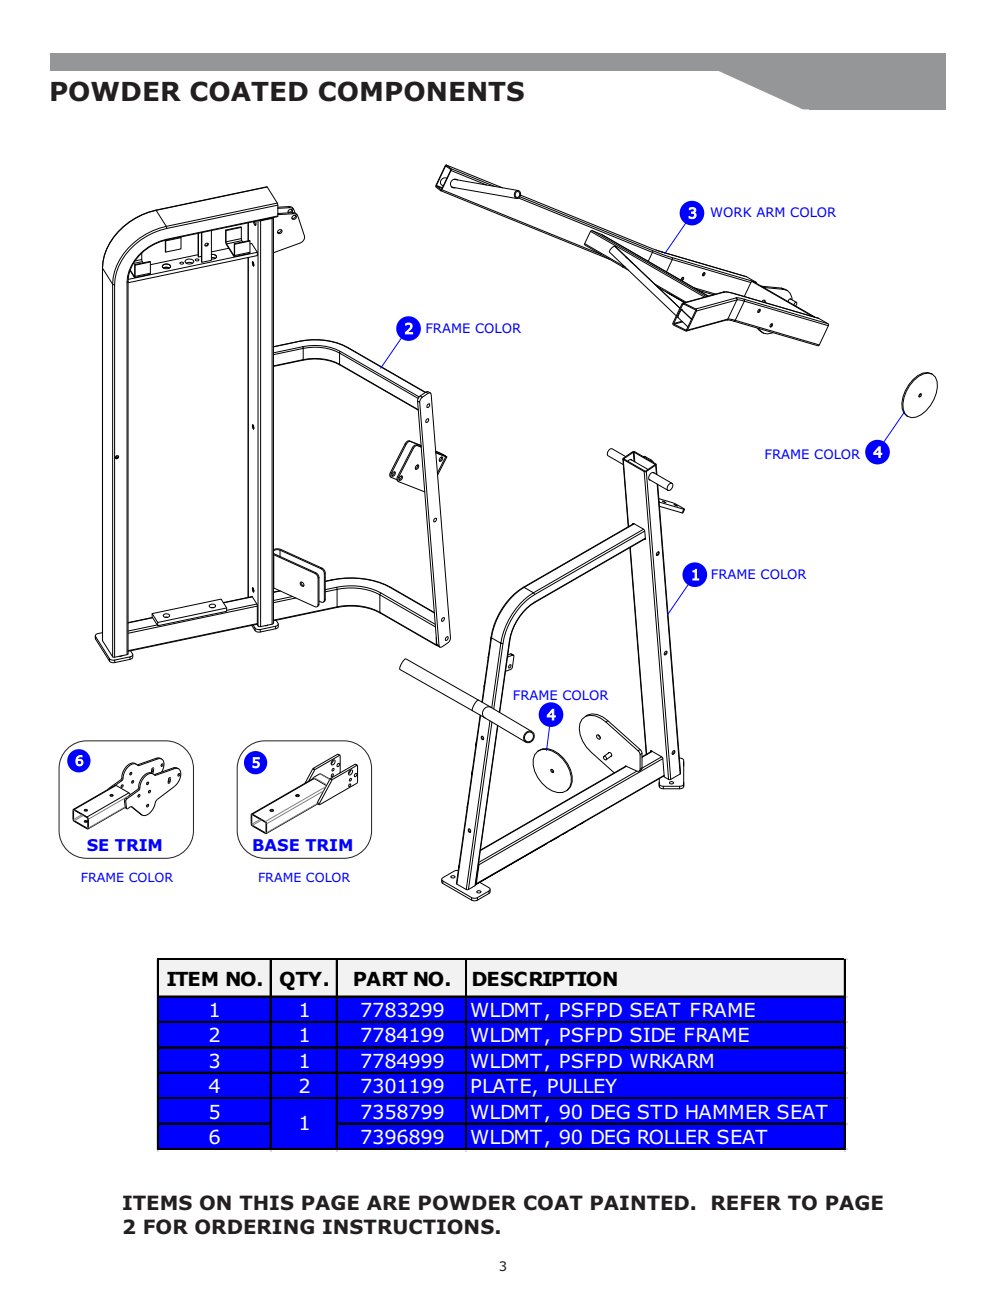 POWDER COATED COMPONENTS
3 WORK ARM COLOR
2 FRAME COLOR
FRAME COLOR 4
1 FRAME COLOR
FRAME COLOR
4
6
SE TRIM
FRAME COLOR
5
BASE TRIM
FRAME COLOR
ITEM NO. QTY. PART NO. DESCRIPTION
1 1 7783299 WLDMT, PSFPD SEAT FRAME
2 1 7784199 WLDMT, PSFPD SIDE FRAME
3 1 7784999 WLDMT, PSFPD WRKARM
4 2 7301199 PLATE, PULLEY
5 1 7358799 WLDMT, 90 DEG STD HAMMER SEAT
6 7396899 WLDMT, 90 DEG ROLLER SEAT
ITEMS ON THIS PAGE ARE POWDER COAT PAINTED. REFER TO PAGE
2 FOR ORDERING INSTRUCTIONS.
3